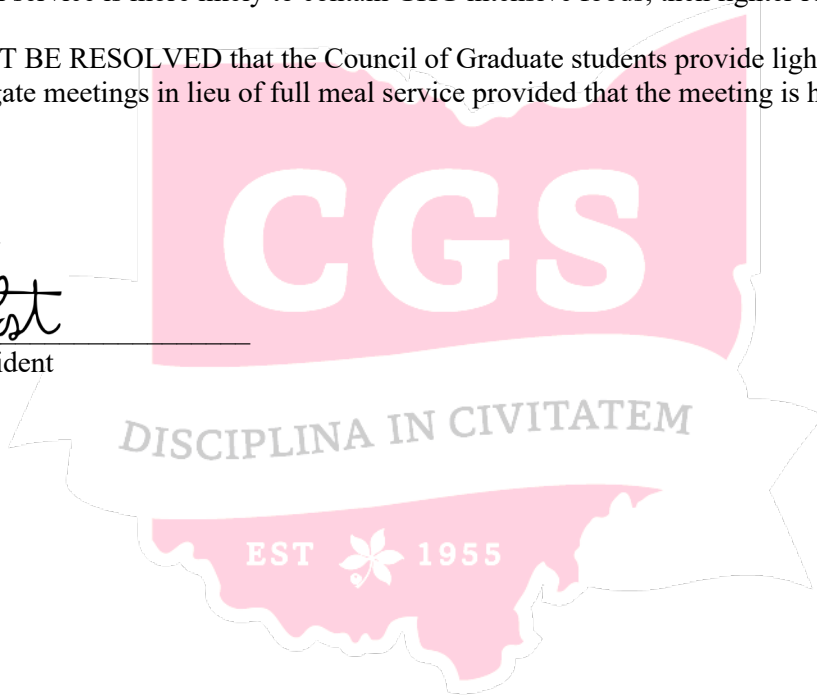 T BE RESOLVED that the Council of Graduate students provide ligh
gate meetings in lieu of full meal service provided that the meeting is h
CGS
ident
DISCIPLINA IN CIVITATEM
EST 1955